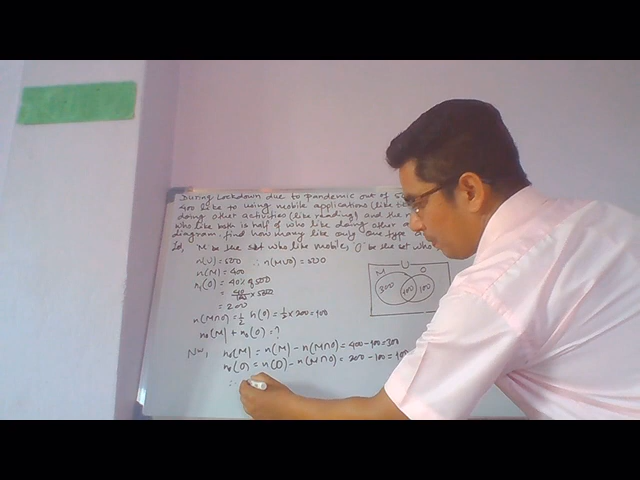 During Lockdown due to pandemic out of 5
400 like to using mobile applications (like te
doing other activities (like reading) and the n
who like both is half of who like doing other a
diagram, find how many like only one type
Let, 'M' be the set who like mobile, 'O' be the set who
n(U) = 500 ∴ n(MUO) = 500
n(M) = 400
n(O) = 40% of 500
= 40/100 × 500
= 200
n(M∩O) = 1/2 n(O) = 1/2 × 200 = 100
n₀(M) + n₀(O) = ?
Now, n₀(M) = n(M) - n(M∩O) = 400 - 100 = 300
n₀(O) = n(O) - n(M∩O) = 200 - 100 = 100
∴
U
M O
300 100 100